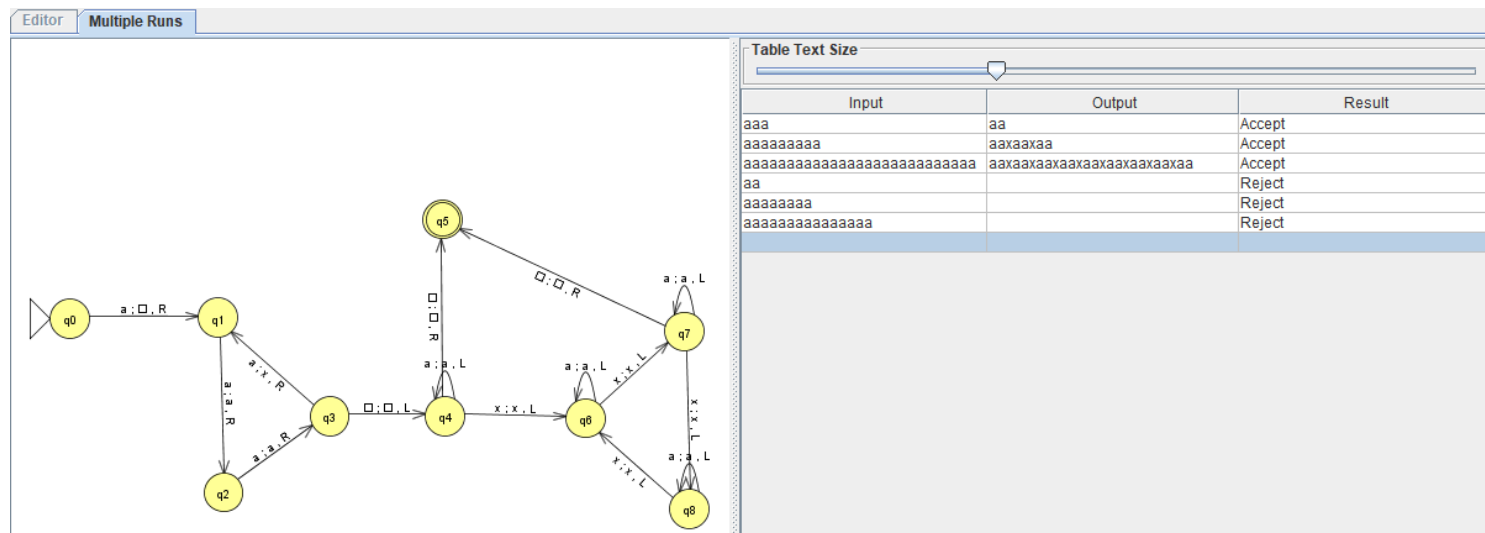 Editor
Multiple Runs
Table Text Size
Input Output Result
aaa aa Accept
aaaaaaaaa aaxaaxaa Accept
aaaaaaaaaaaaaaaaaaaaaaaaaaa aaxaaxaaxaaxaaxaaxaaxaaxaa Accept
aa Reject
aaaaaaaa Reject
aaaaaaaaaaaaaaa Reject
q5
a ; a , L
□ ; □ , R
q0
a ; □ , R
q1
□ ; □ , R
q7
a ; a , L
a ; a , L
x ; x , L
a ; x , R
a ; a , R
q3
□ ; □ , L
q4
x ; x , L
q6
x ; x , L
a ; a , R
a ; a , L
x ; x , L
q2
q8